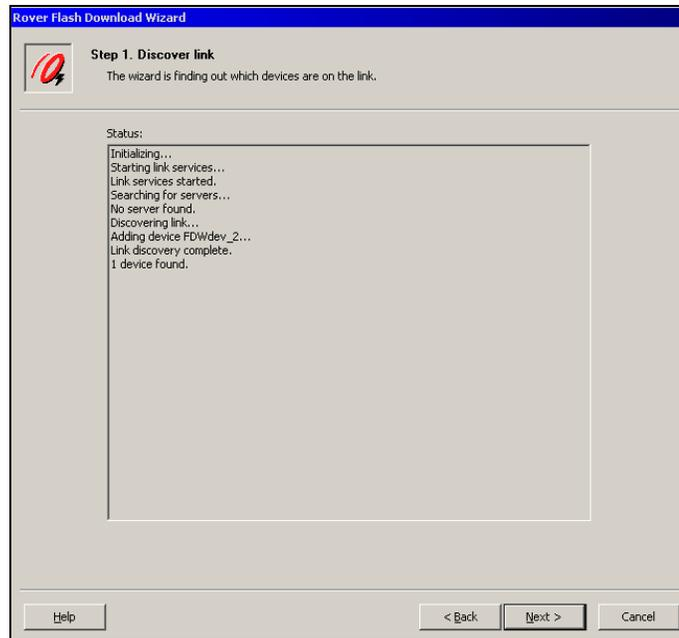 Rover Flash Download Wizard
Step 1. Discover link
The wizard is finding out which devices are on the link.
Status:
Initializing...
Starting link services...
Link services started.
Searching for servers...
No server found.
Discovering link...
Adding device FDWdev_2...
Link discovery complete.
1 device found.
Help
< Back
Next >
Cancel